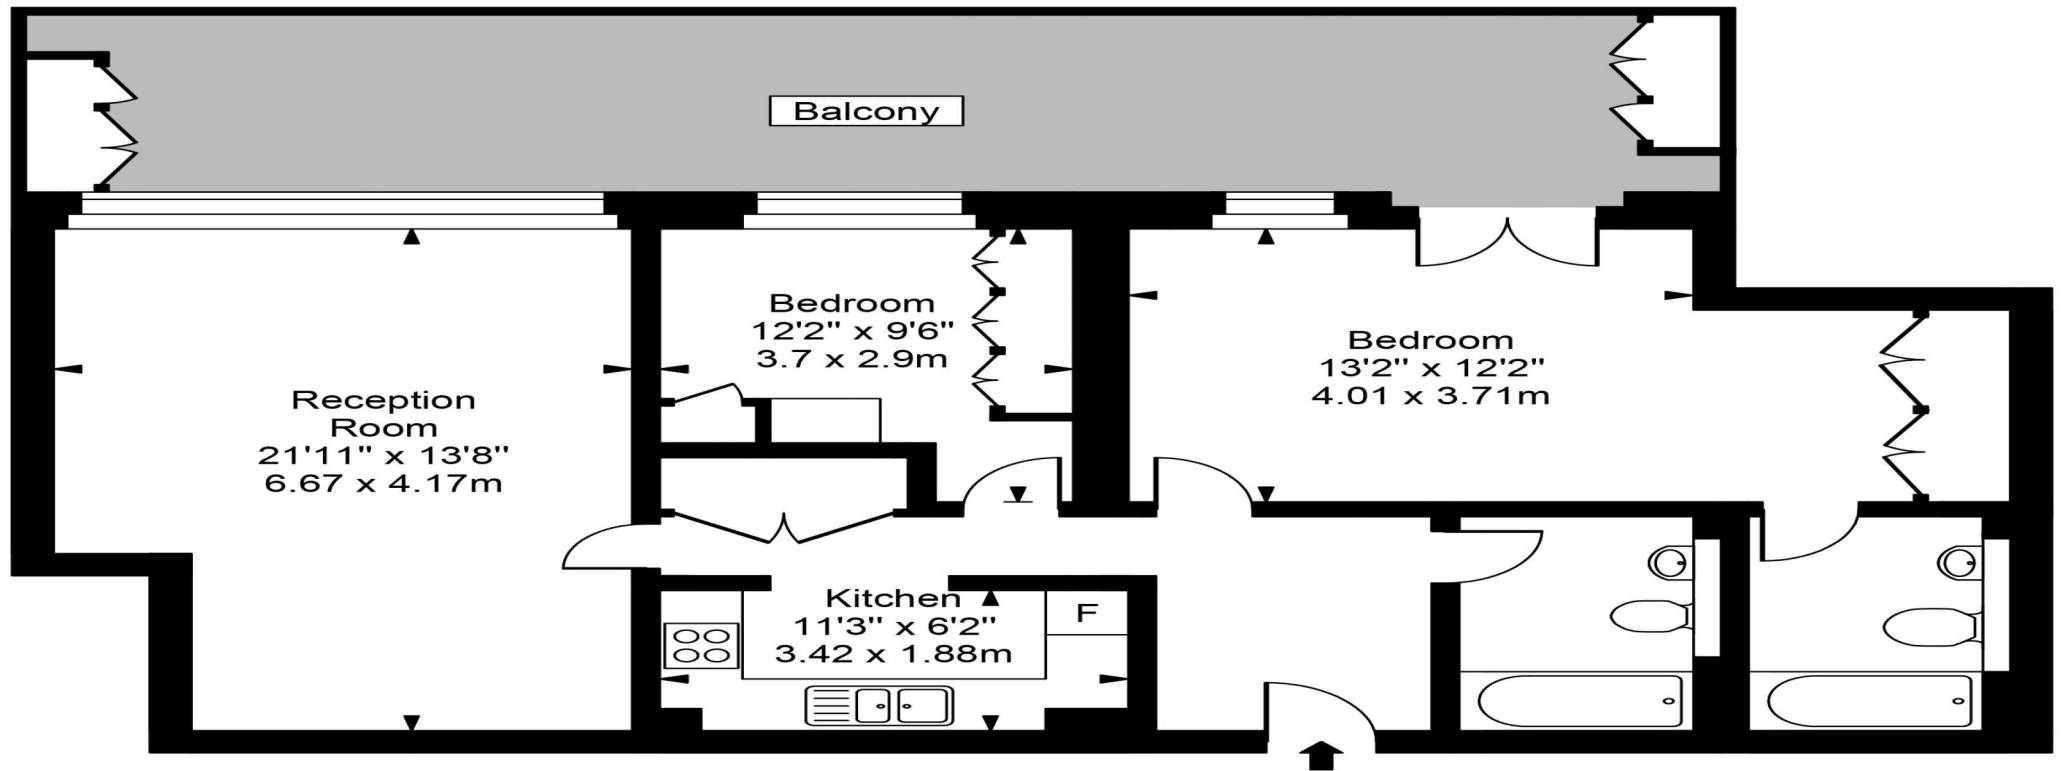 Balcony
Reception
Room
21'11" x 13'8"
6.67 x 4.17m
Bedroom
12'2" x 9'6"
3.7 x 2.9m
Bedroom
13'2" x 12'2"
4.01 x 3.71m
Kitchen
11'3" x 6'2"
3.42 x 1.88m
F